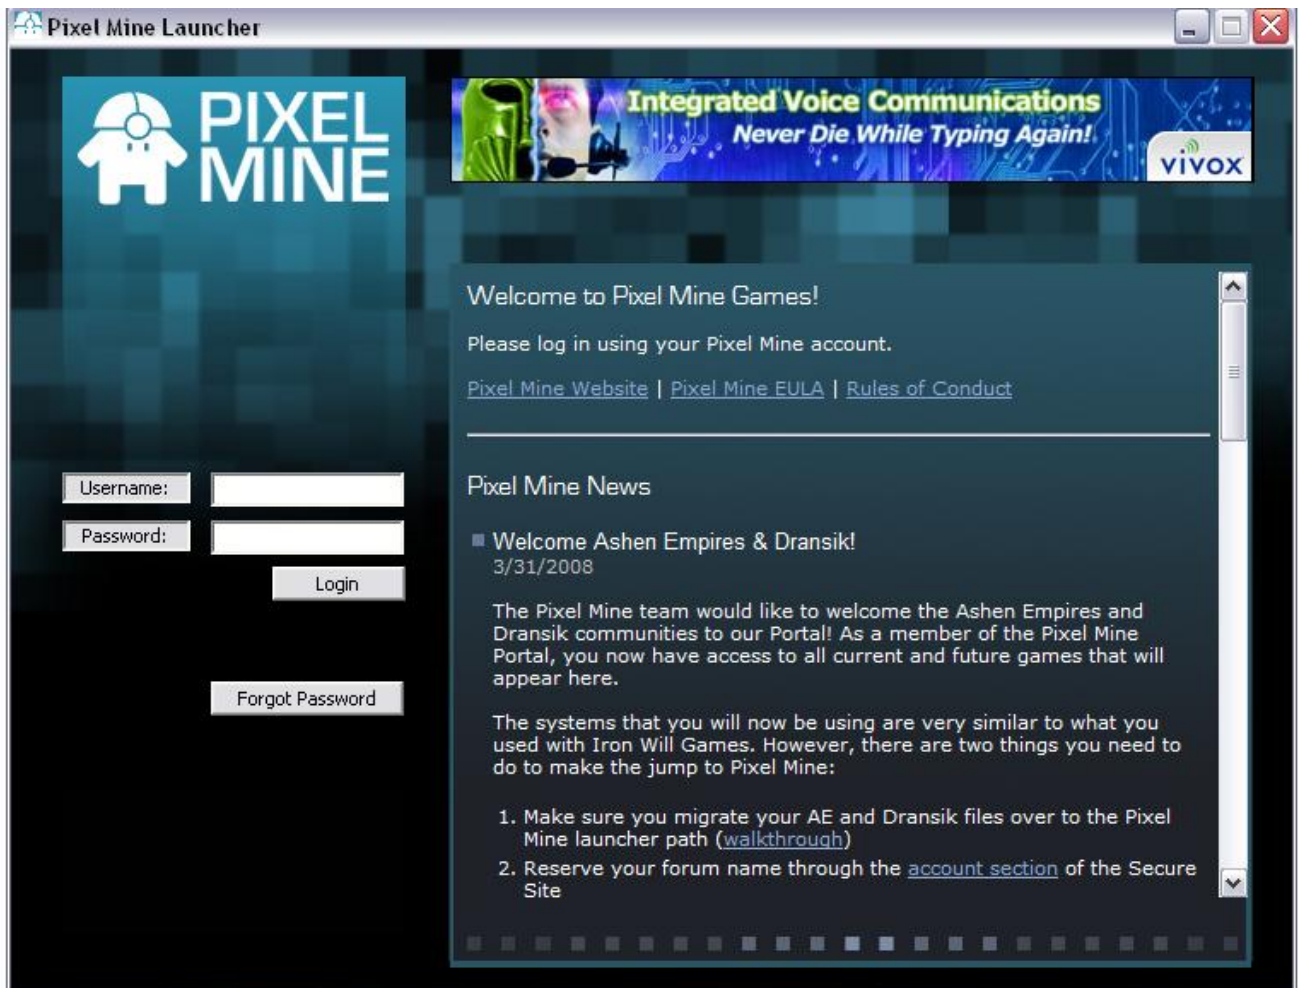 Pixel Mine Launcher
PIXEL
MINE
Integrated Voice Communications
Never Die While Typing Again!
vivox
Welcome to Pixel Mine Games!
Please log in using your Pixel Mine account.
Pixel Mine Website | Pixel Mine EULA | Rules of Conduct
Username:
Password:
Login
Forgot Password
Pixel Mine News
Welcome Ashen Empires & Dransik!
3/31/2008
The Pixel Mine team would like to welcome the Ashen Empires and
Dransik communities to our Portal! As a member of the Pixel Mine
Portal, you now have access to all current and future games that will
appear here.
The systems that you will now be using are very similar to what you
used with Iron Will Games. However, there are two things you need to
do to make the jump to Pixel Mine:
1. Make sure you migrate your AE and Dransik files over to the Pixel
Mine launcher path (walkthrough)
2. Reserve your forum name through the account section of the Secure
Site